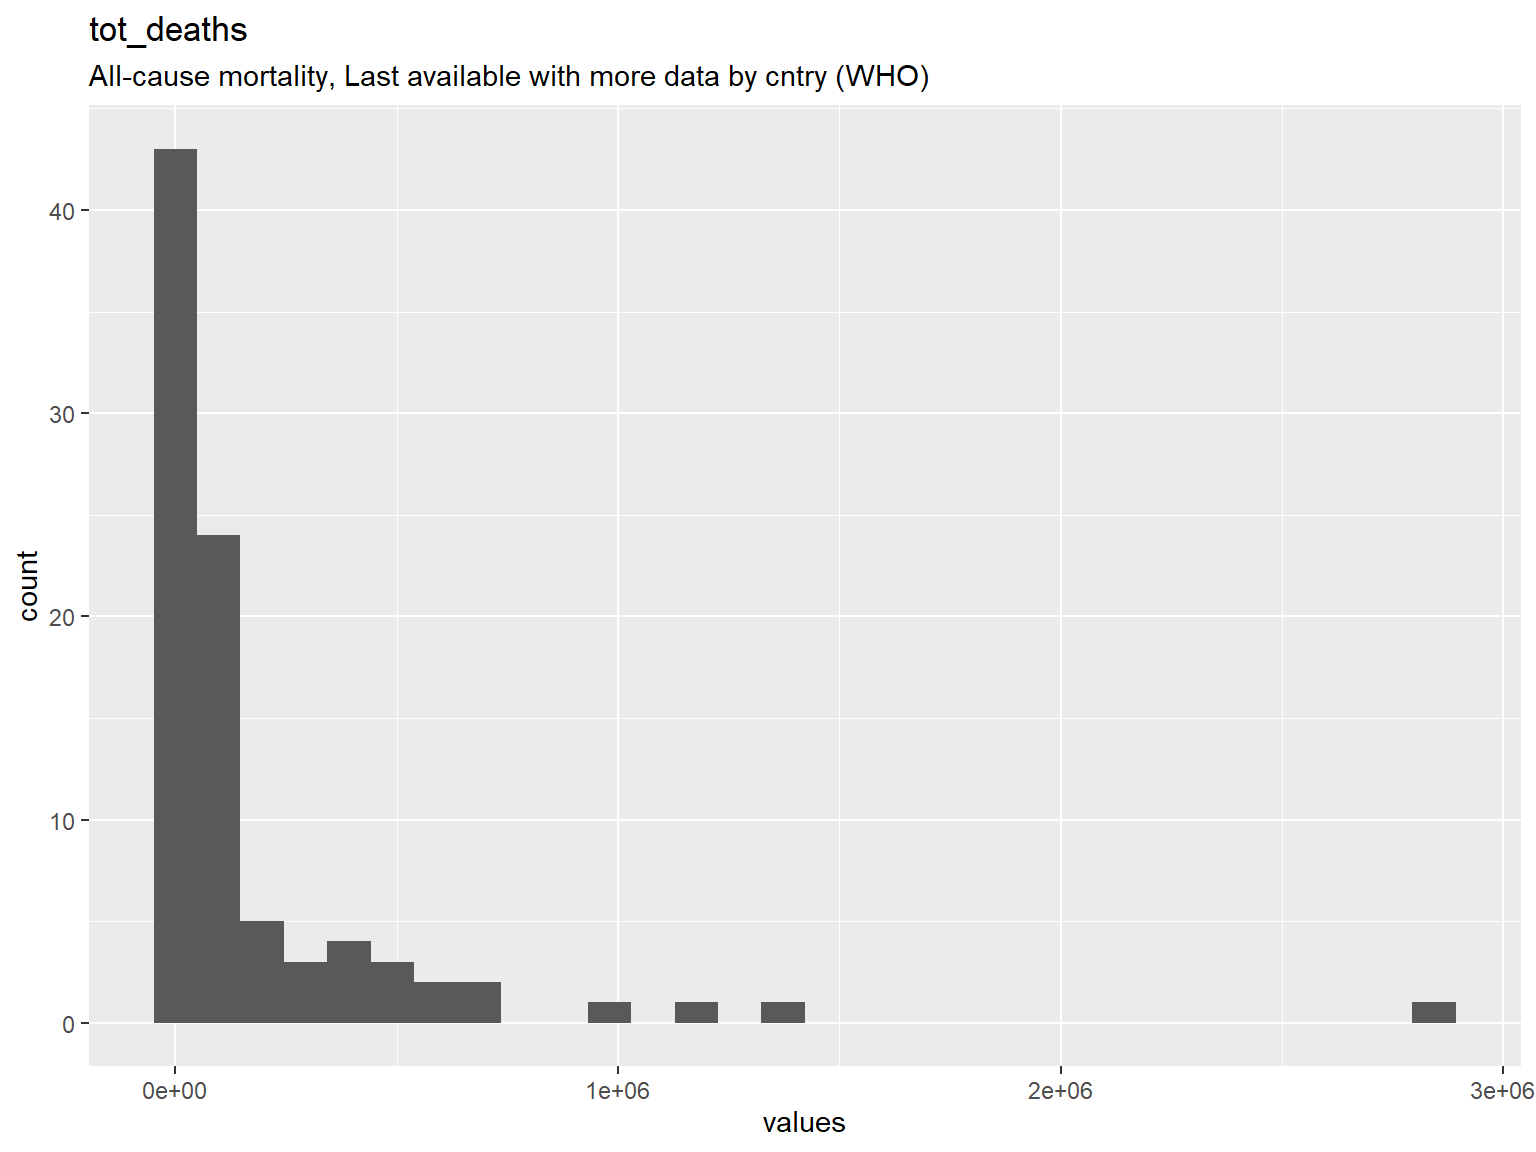 tot_deaths
All-cause mortality, Last available with more data by cntry (WHO)
count
40
30
20
10
0
0e+00 1e+06 2e+06 3e+06
values